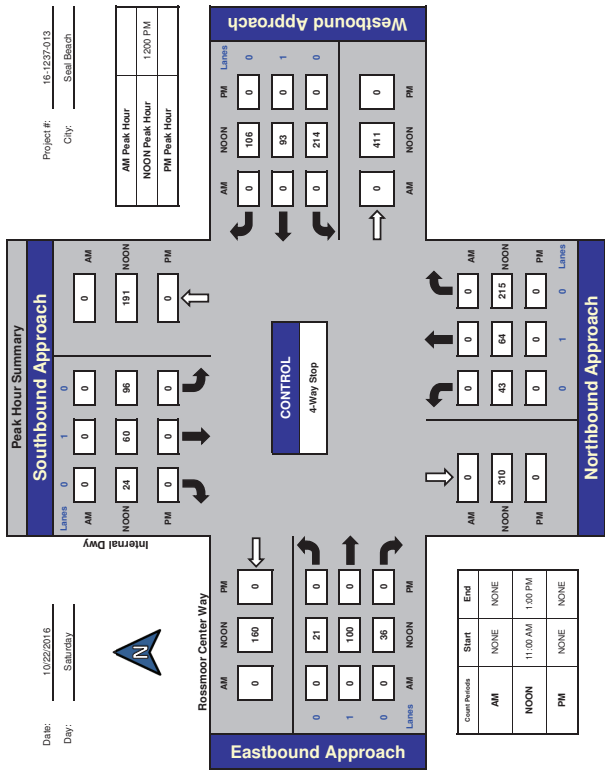 Peak Hour Summary
Date: 10/22/2016
Day: Saturday
Project #: 16-1237-013
City: Seal Beach
N
Southbound Approach
Lanes 0 1 0
AM 0 0 0 0 AM
NOON 24 60 96 191 NOON
PM 0 0 0 0 PM
Internal Dwy
AM Peak Hour
NOON Peak Hour 1200 PM
PM Peak Hour
Rossmoor Center Way
Eastbound Approach
AM NOON PM
0 160 0
0 0 21 0
1 0 100 0
0 0 36 0
Lanes AM NOON PM
CONTROL
4-Way Stop
Westbound Approach
AM NOON PM Lanes
0 106 0 0
0 93 0 1
0 214 0 0
0 411 0
AM NOON PM
Count Periods Start End
AM NONE NONE
NOON 11:00 AM 1:00 PM
PM NONE NONE
Northbound Approach
AM 0 0 0 0 AM
NOON 310 43 64 215 NOON
PM 0 0 0 0 PM
0 1 0 Lanes